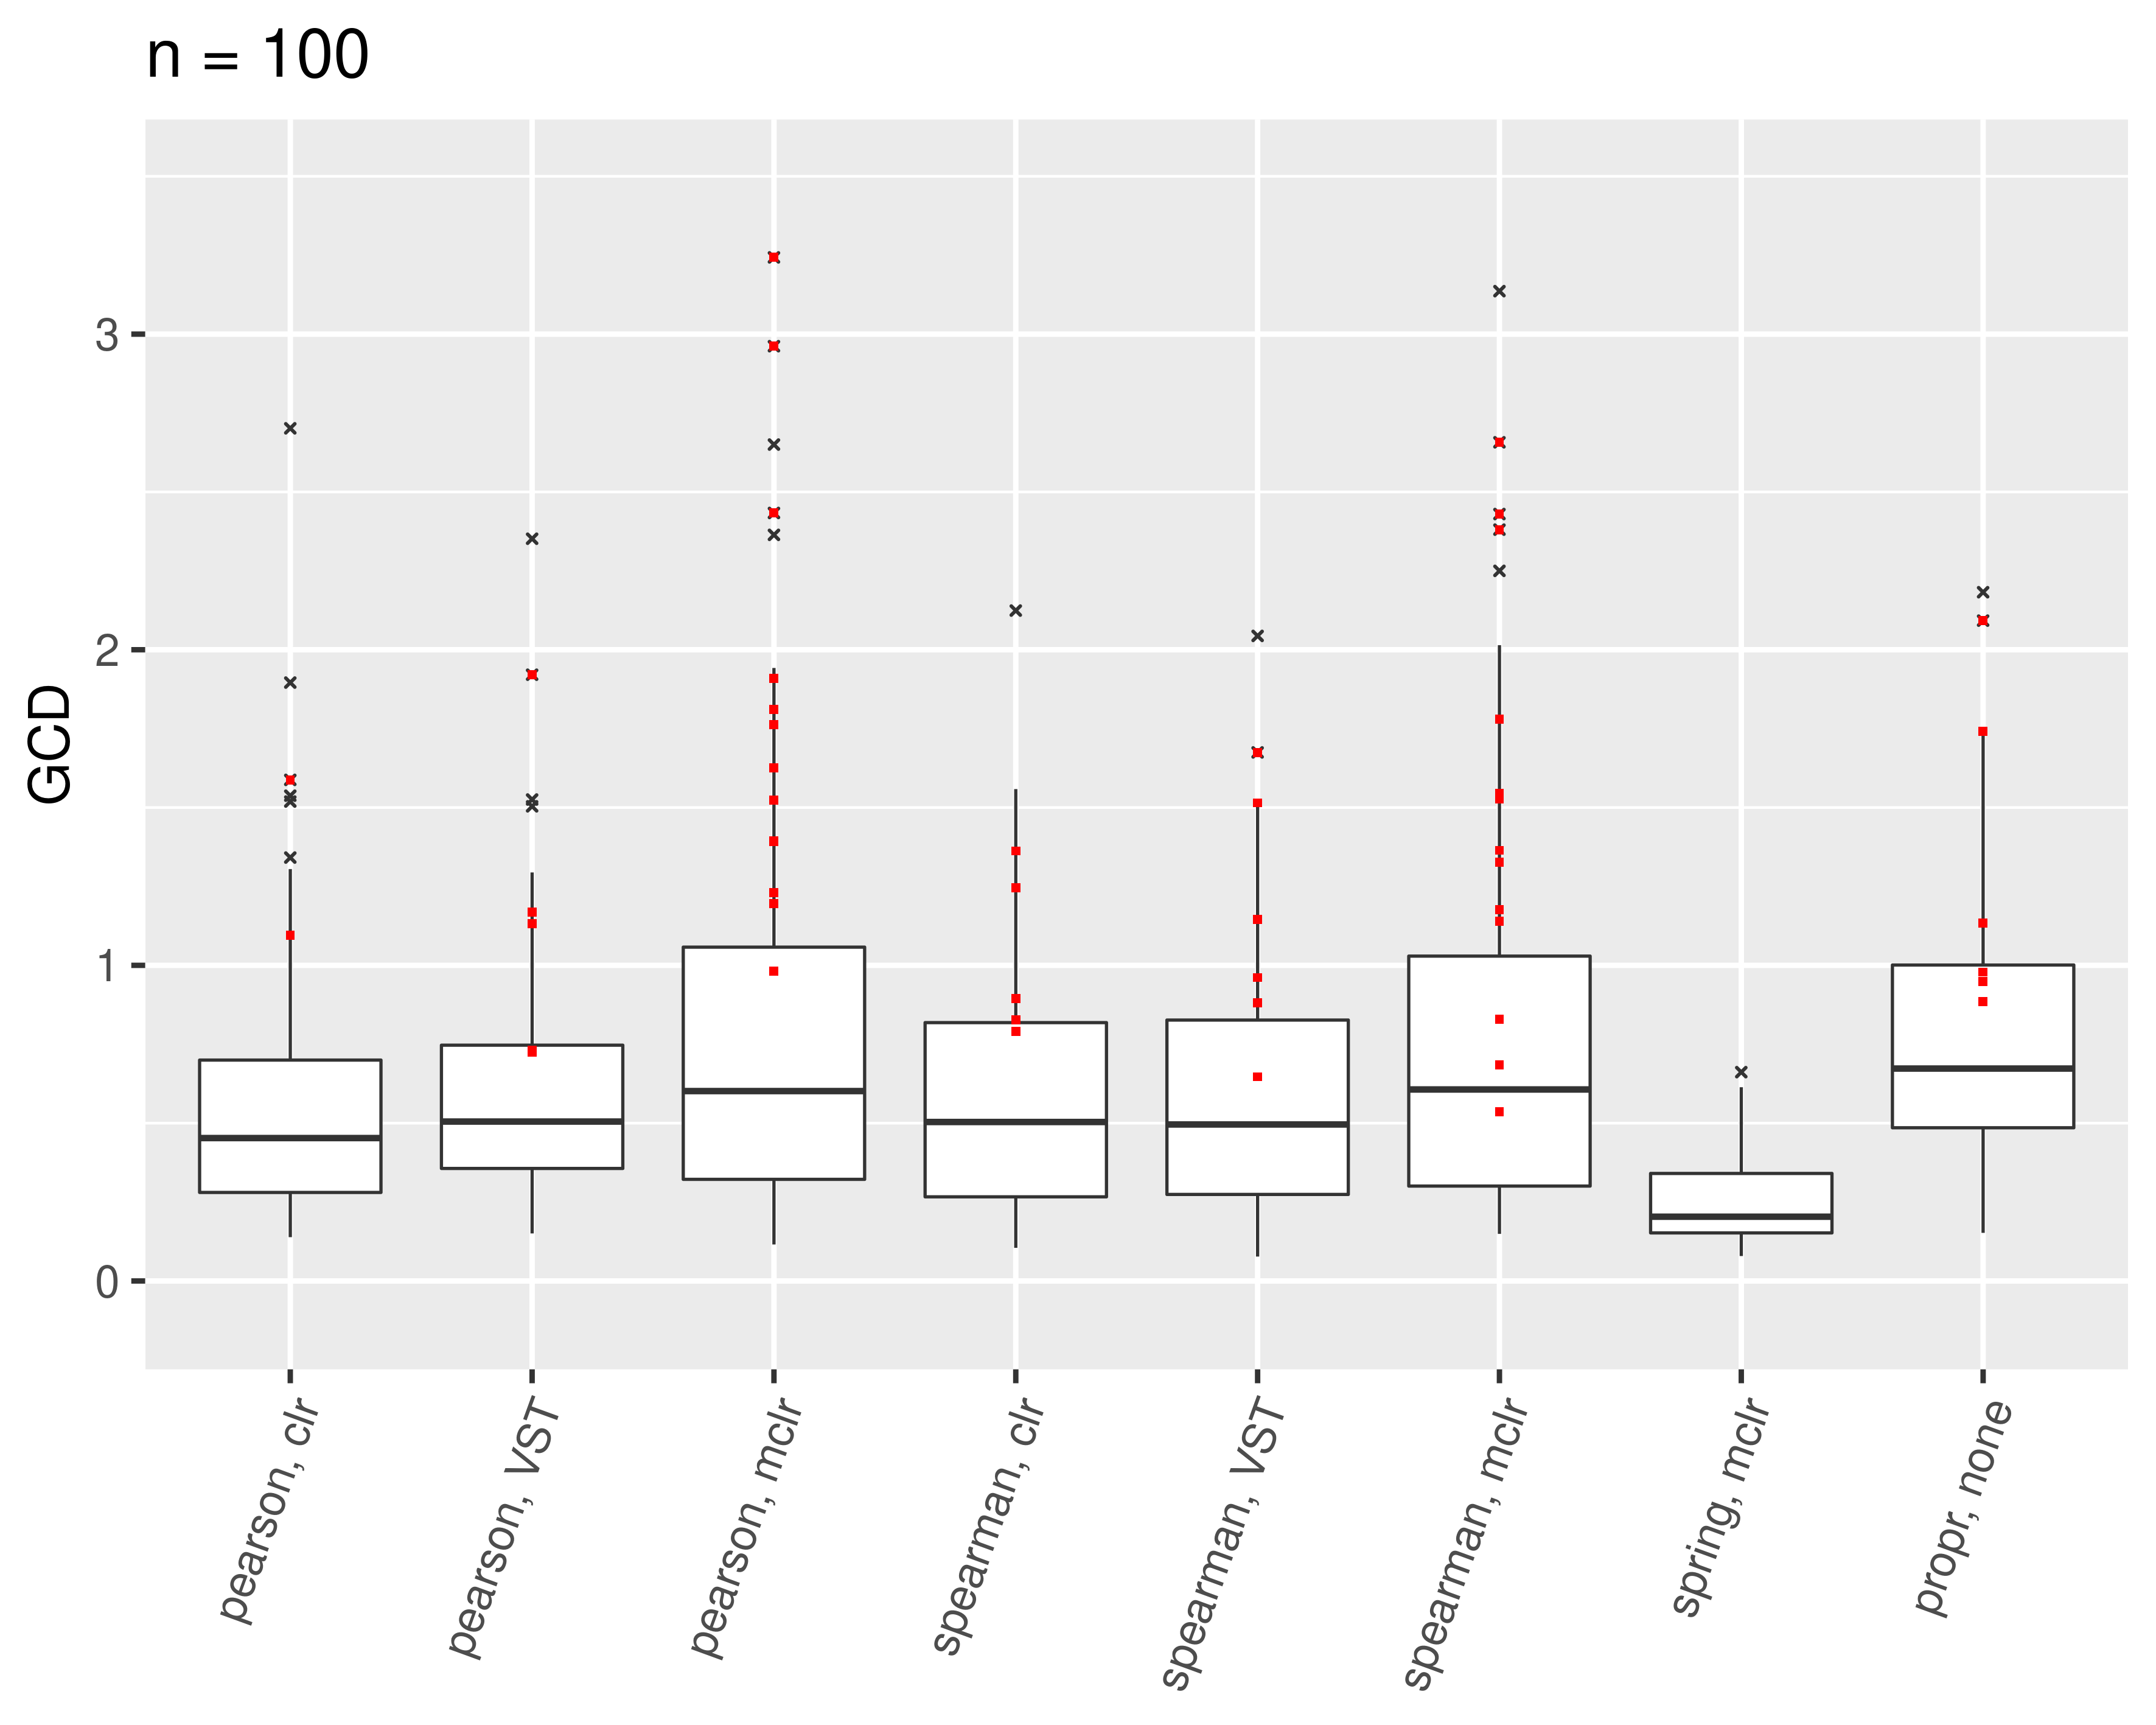 n = 100
GCD
3
2
1
0
pearson, clr
pearson, VST
pearson, mclr
spearman, clr
spearman, VST
spearman, mclr
spring, mclr
propr, none